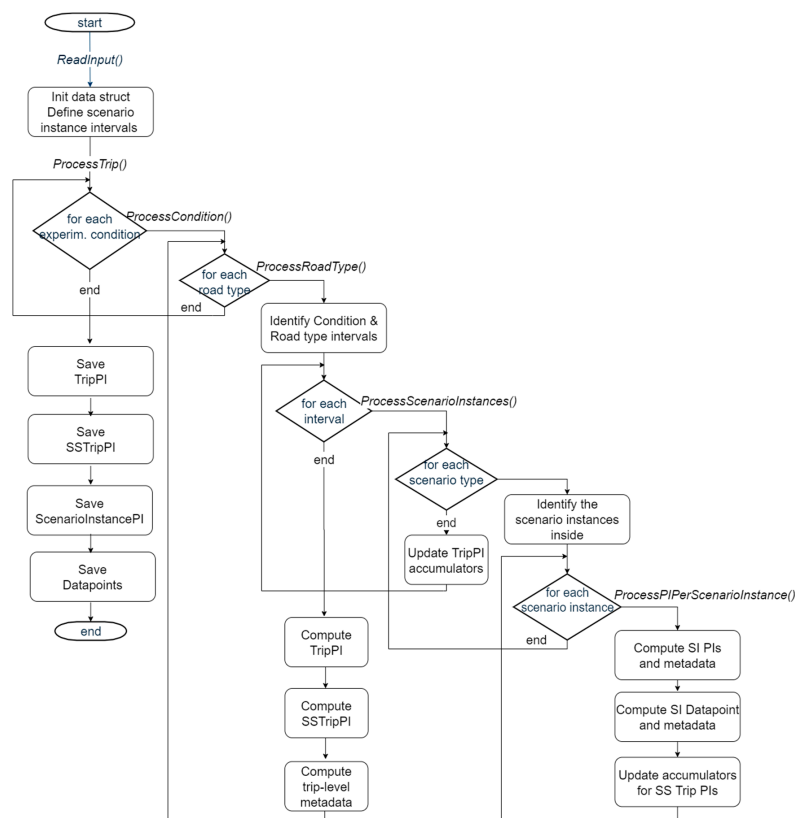 start
ReadInput()
Init data struct
Define scenario
instance intervals
ProcessTrip()
for each
experim. condition
ProcessCondition()
end
for each
road type
ProcessRoadType()
end
Identify Condition &
Road type intervals
for each
interval
ProcessScenarioInstances()
end
for each
scenario type
end
Update TripPI
accumulators
Identify the
scenario instances
inside
for each
scenario instance
ProcessPIPerScenarioInstance()
end
Compute SI PIs
and metadata
Compute SI Datapoint
and metadata
Update accumulators
for SS Trip PIs
Compute
TripPI
Compute
SSTripPI
Compute
trip-level
metadata
Save
TripPI
Save
SSTripPI
Save
ScenarioInstancePI
Save
Datapoints
end